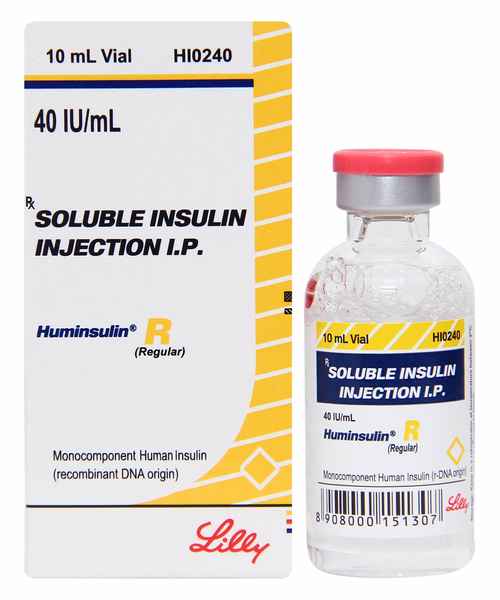 10 mL Vial HI0240
40 IU/mL
Rx
SOLUBLE INSULIN
INJECTION I.P.
Huminsulin® R
(Regular)
Monocomponent Human Insulin
(recombinant DNA origin)
Lilly
10 mL Vial HI0240
Rx
SOLUBLE INSULIN
INJECTION I.P.
40 IU/mL
Huminsulin® R
(Regular)
Monocomponent Human Insulin (r-DNA origin)
8 908000 151307